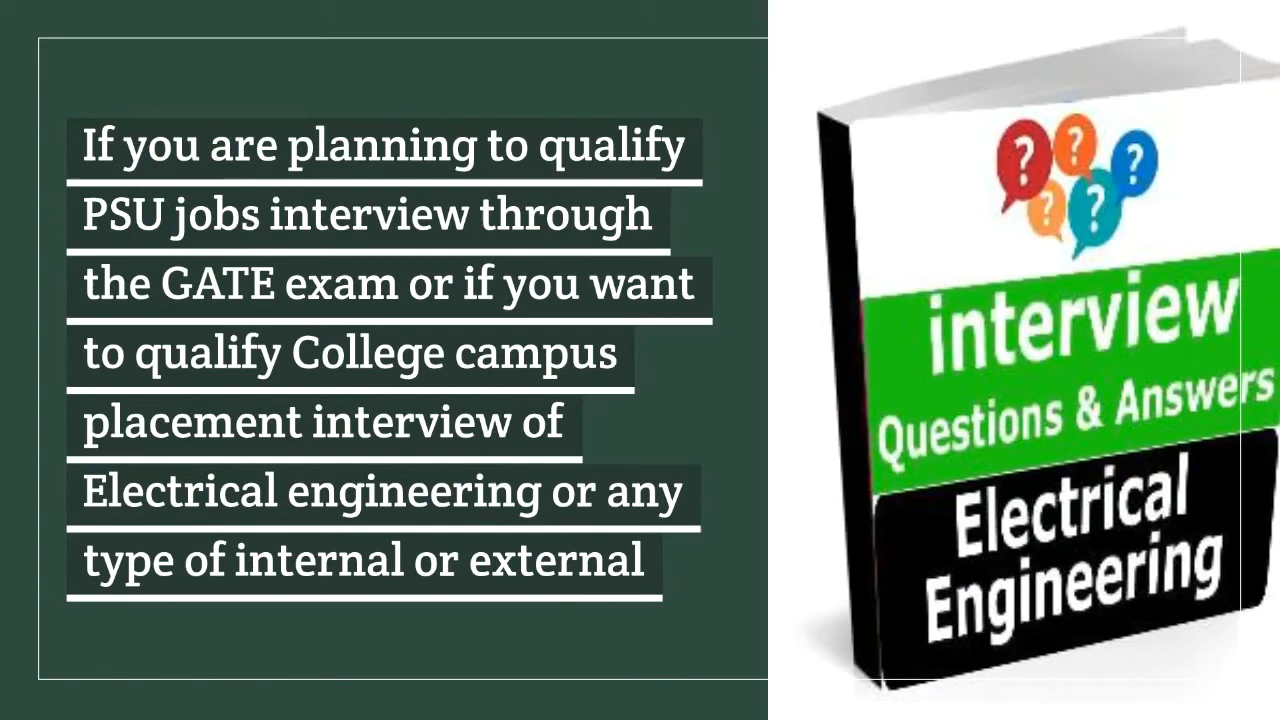 If you are planning to qualify
PSU jobs interview through
the GATE exam or if you want
to qualify College campus
placement interview of
Electrical engineering or any
type of internal or external
? ? ?
? ?
interview
Questions & Answers
Electrical
Engineering